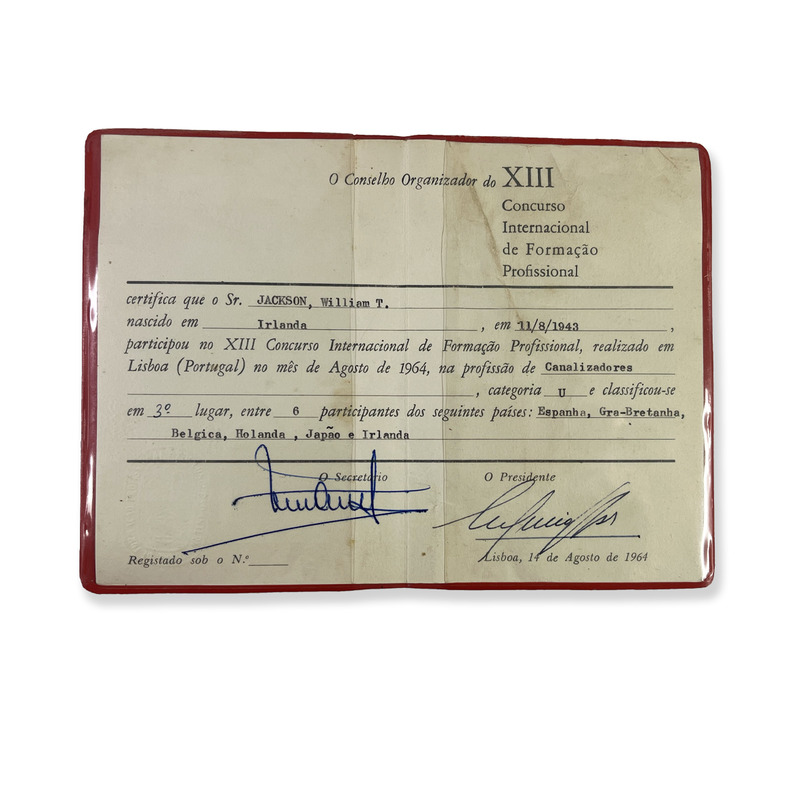 O Conselho Organizador do XIII
Concurso
Internacional
de Formação
Profissional
certifica que o Sr. JACKSON, William T.
nascido em Irlanda, em 11/8/1943,
participou no XIII Concurso Internacional de Formação Profissional, realizado em
Lisboa (Portugal) no mês de Agosto de 1964, na profissão de Canalizadores
, categoria U e classificou-se
em 3º lugar, entre 6 participantes dos seguintes países: Espanha, Gra-Bretanha,
Belgica, Holanda , Japão e Irlanda
O Secretário O Presidente
Registado sob o N.º Lisboa, 14 de Agosto de 1964